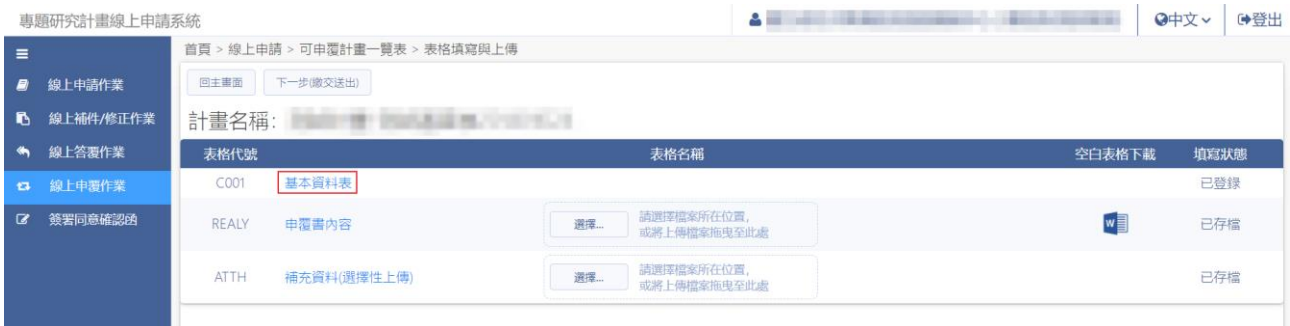 專題研究計畫線上申請系統
中文
登出
首頁 > 線上申請 > 可申覆計畫一覽表 > 表格填寫與上傳
線上申請作業
線上補件/修正作業
線上答覆作業
線上申覆作業
簽署同意確認函
回主畫面
下一步(繳交送出)
計畫名稱:
表格代號 表格名稱 空白表格下載 填寫狀態
C001 基本資料表 已登錄
REALY 申覆書內容 選擇... 請選擇檔案所在位置, 已存檔
或將上傳檔案拖曳至此處
ATTH 補充資料(選擇性上傳) 選擇... 請選擇檔案所在位置, 已存檔
或將上傳檔案拖曳至此處